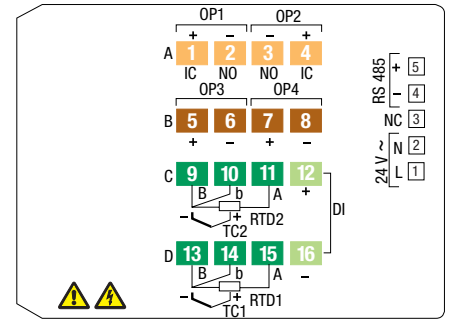 OP1 OP2
+ − − +
A 1 2 3 4
IC NO NO IC
OP3 OP4
B 5 6 7 8
+ − + −
C 9 10 11 12
B b A +
− + RTD2
TC2
DI
D 13 14 15 16
B b A −
− + RTD1
TC1
RS 485 + 5
− 4
NC 3
24 V ~ N 2
L 1